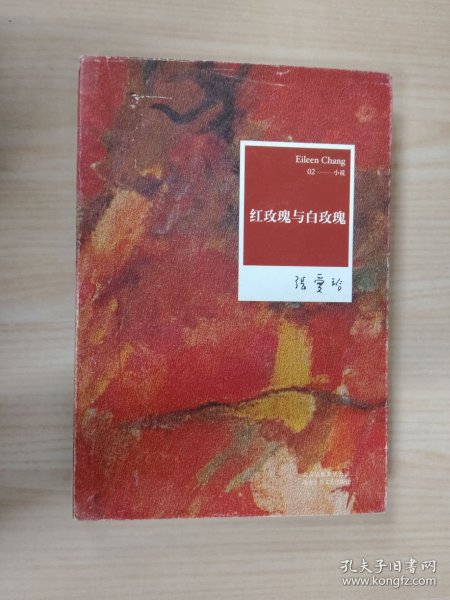 Eileen Chang
02——小说
红玫瑰与白玫瑰
張愛玲
孔夫子旧书网
www.kongfz.com